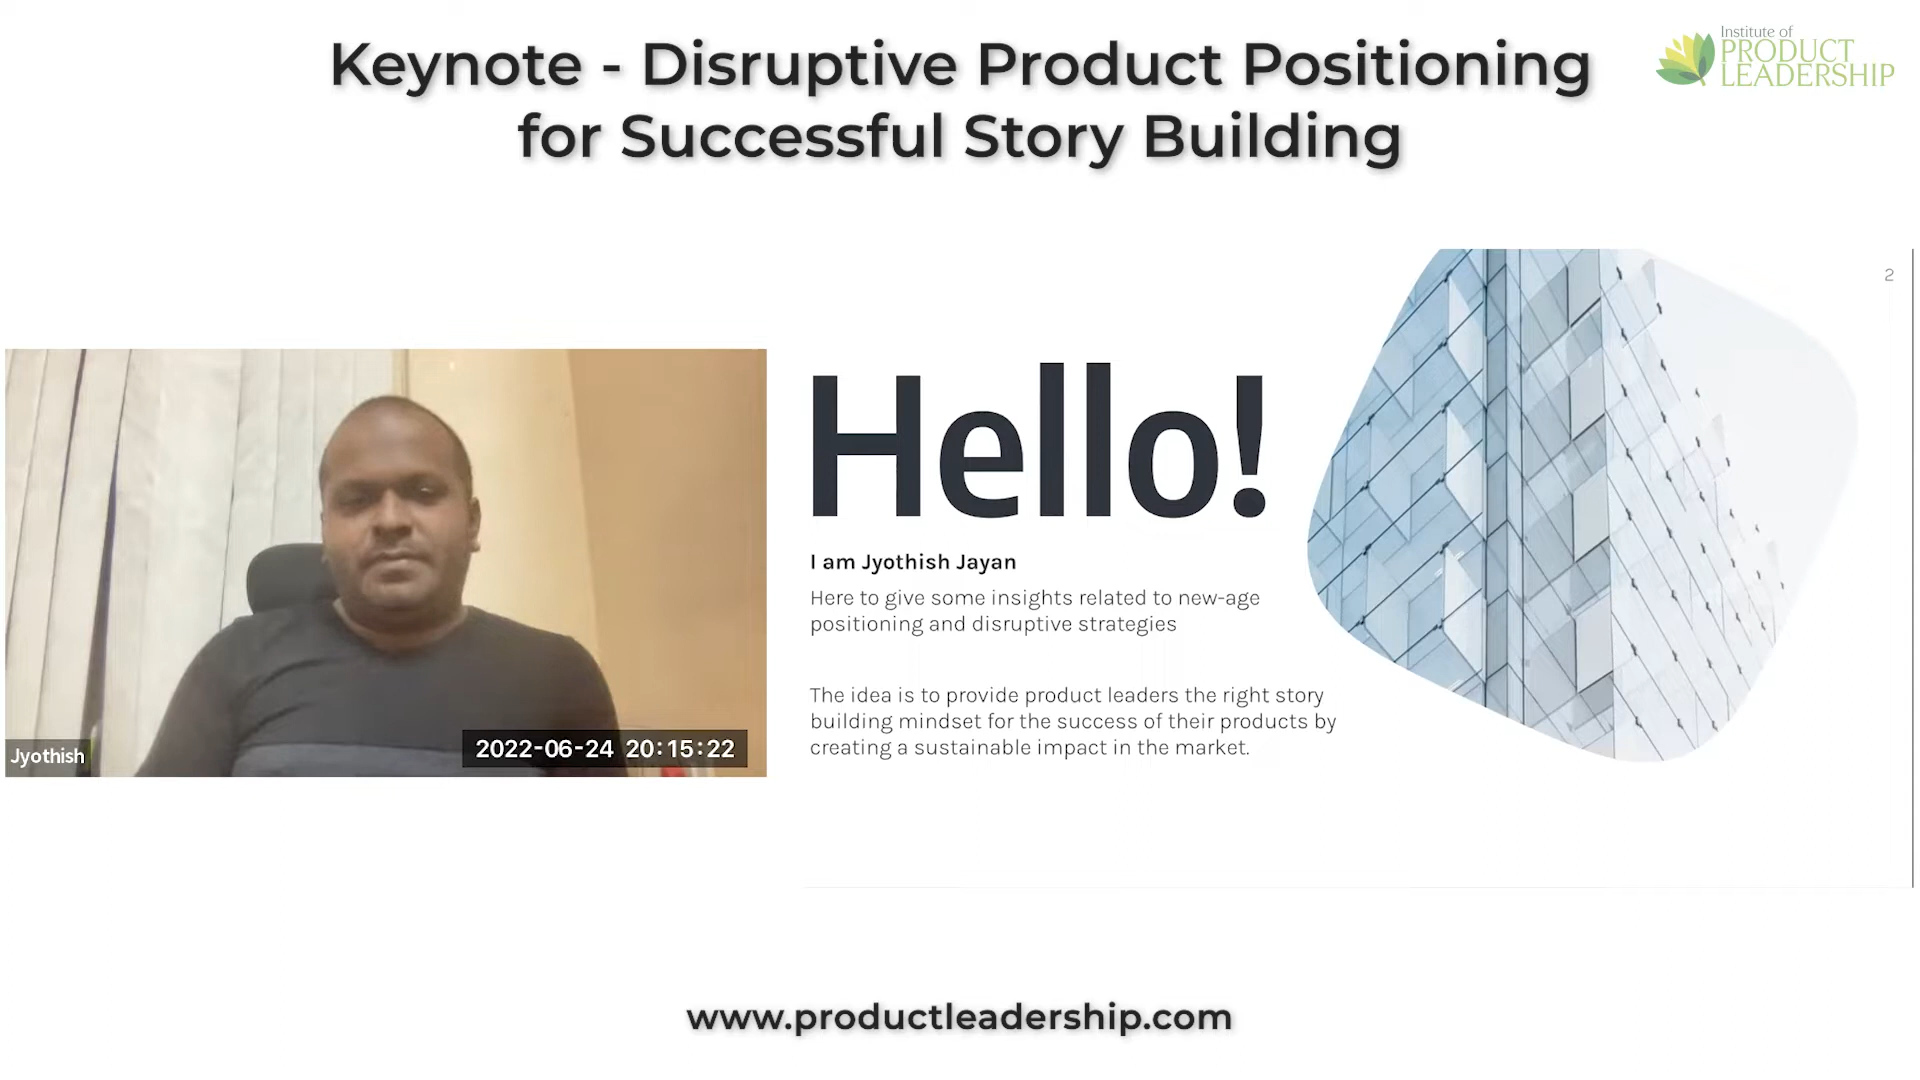 Keynote - Disruptive Product Positioning
for Successful Story Building
Institute of
PRODUCT
LEADERSHIP
2
Hello!
I am Jyothish Jayan
Here to give some insights related to new-age
positioning and disruptive strategies
The idea is to provide product leaders the right story
building mindset for the success of their products by
creating a sustainable impact in the market.
Jyothish
2022-06-24 20:15:22
www.productleadership.com